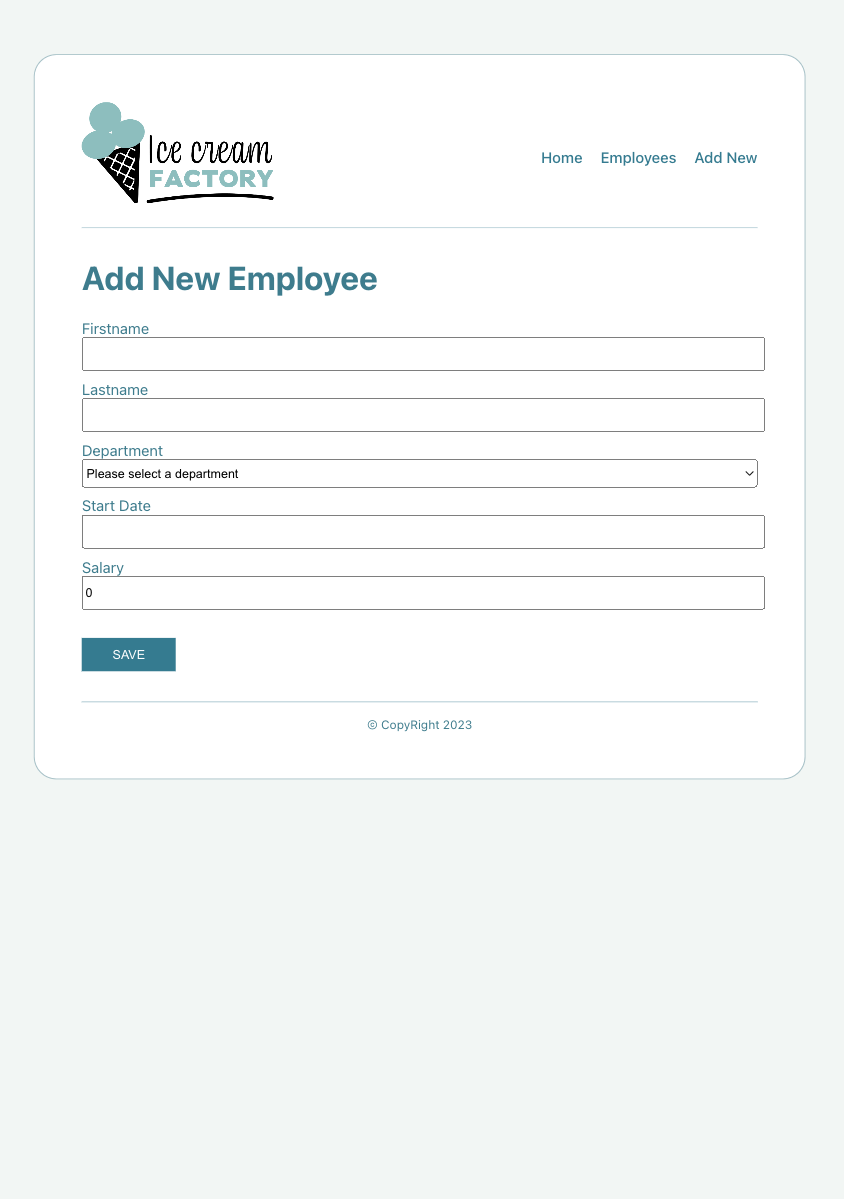 Ice cream
FACTORY
Home Employees Add New
Add New Employee
Firstname
Lastname
Department
Please select a department
Start Date
Salary
0
SAVE
© CopyRight 2023